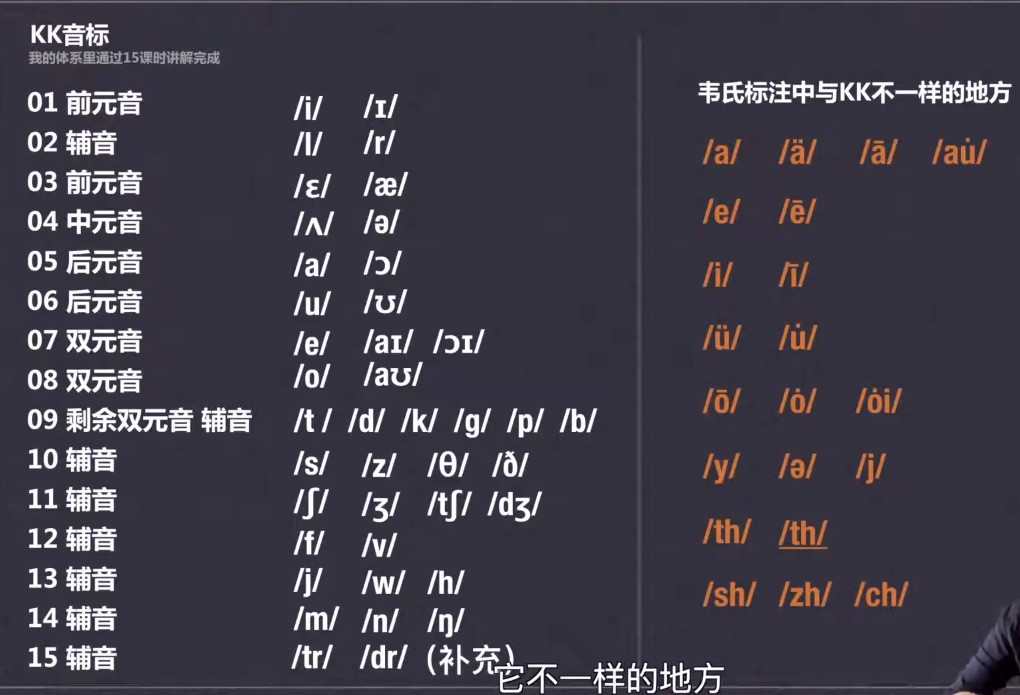 KK音标
我的体系里通过15课时讲解完成
01 前元音 /i/ /ɪ/
02 辅音 /l/ /r/
03 前元音 /ɛ/ /æ/
04 中元音 /ʌ/ /ə/
05 后元音 /a/ /ɔ/
06 后元音 /u/ /ʊ/
07 双元音 /e/ /aɪ/ /ɔɪ/
08 双元音 /o/ /aʊ/
09 剩余双元音 辅音 /t / /d/ /k/ /g/ /p/ /b/
10 辅音 /s/ /z/ /θ/ /ð/
11 辅音 /ʃ/ /ʒ/ /tʃ/ /dʒ/
12 辅音 /f/ /v/
13 辅音 /j/ /w/ /h/
14 辅音 /m/ /n/ /ŋ/
15 辅音 /tr/ /dr/ (补充)
韦氏标注中与KK不一样的地方
/a/ /ä/ /ā/ /au̇/
/e/ /ē/
/i/ /ī/
/ü/ /u̇/
/ō/ /ȯ/ /ȯi/
/y/ /ə/ /j/
/th/ /th/
/sh/ /zh/ /ch/
它不一样的地方